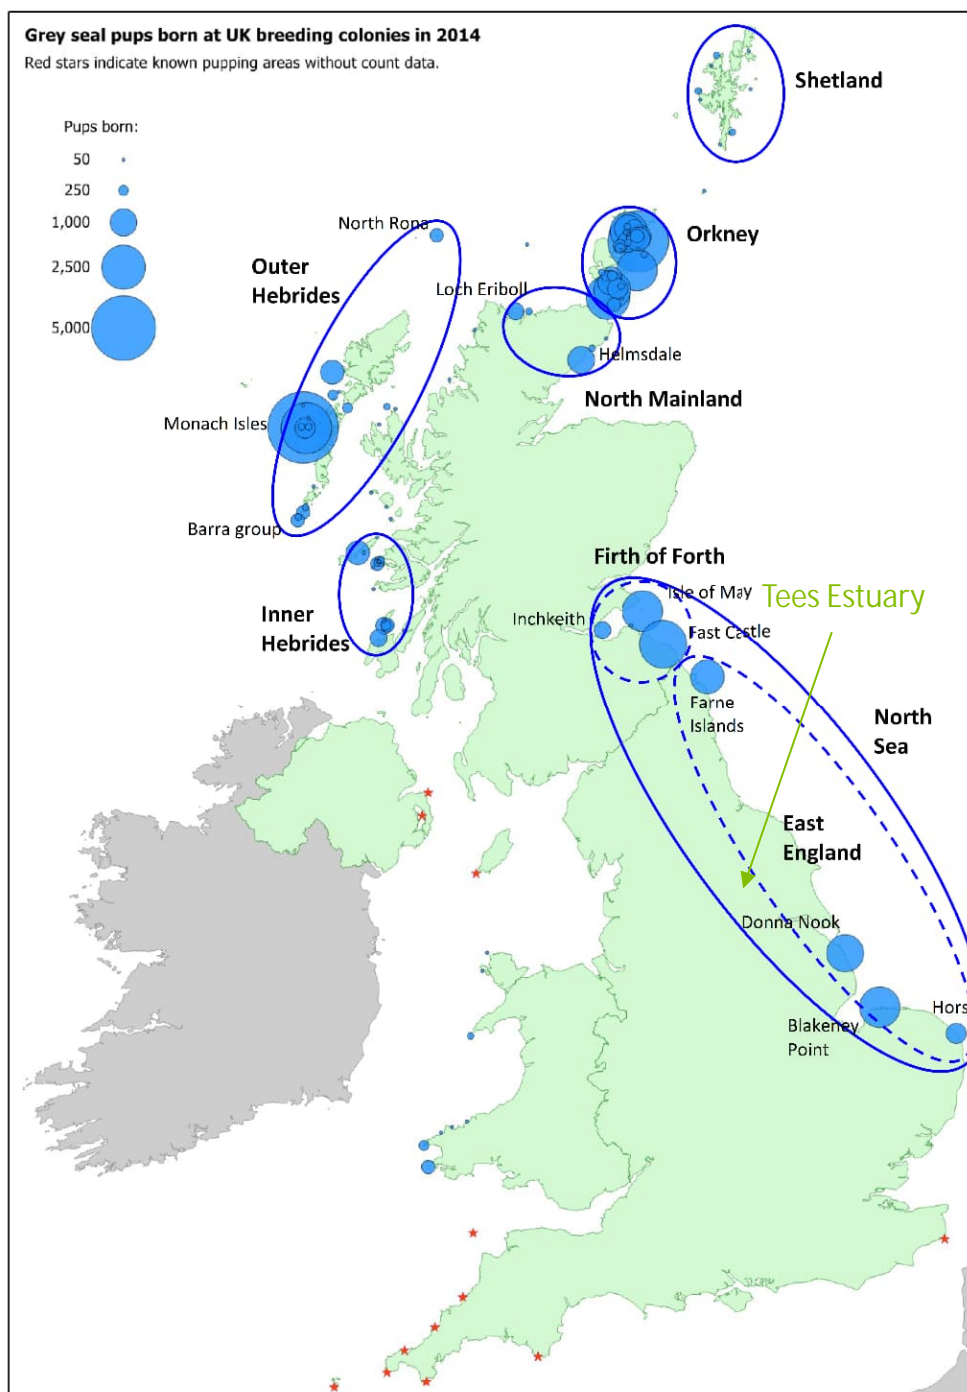 Grey seal pups born at UK breeding colonies in 2014
Red stars indicate known pupping areas without count data.
Pups born:
50
250
1,000
2,500
5,000
Shetland
North Rona
Orkney
Outer
Hebrides
Loch Eriboll
Helmsdale
North Mainland
Monach Isles
Barra group
Firth of Forth
Isle of May
Tees Estuary
Inchkeith
Fast Castle
Inner
Hebrides
Farne
Islands
North
Sea
East
England
Donna Nook
Hors
Blakeney
Point